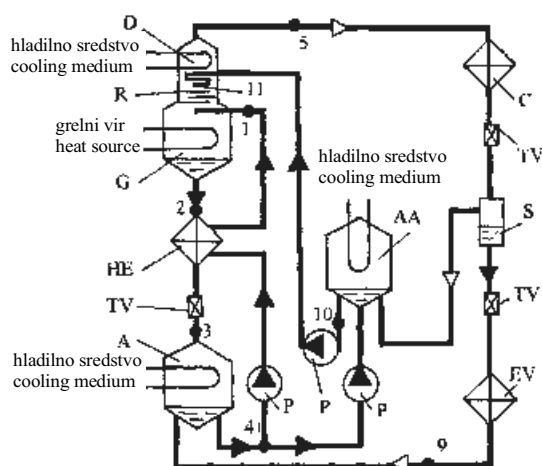 D
5
hladilno sredstvo
cooling medium
R
11
C
1
grelni vir
heat source
TV
hladilno sredstvo
cooling medium
G
2
AA
S
HE
TV
TV
10
3
A
P
hladilno sredstvo
cooling medium
P
P
EV
4
9